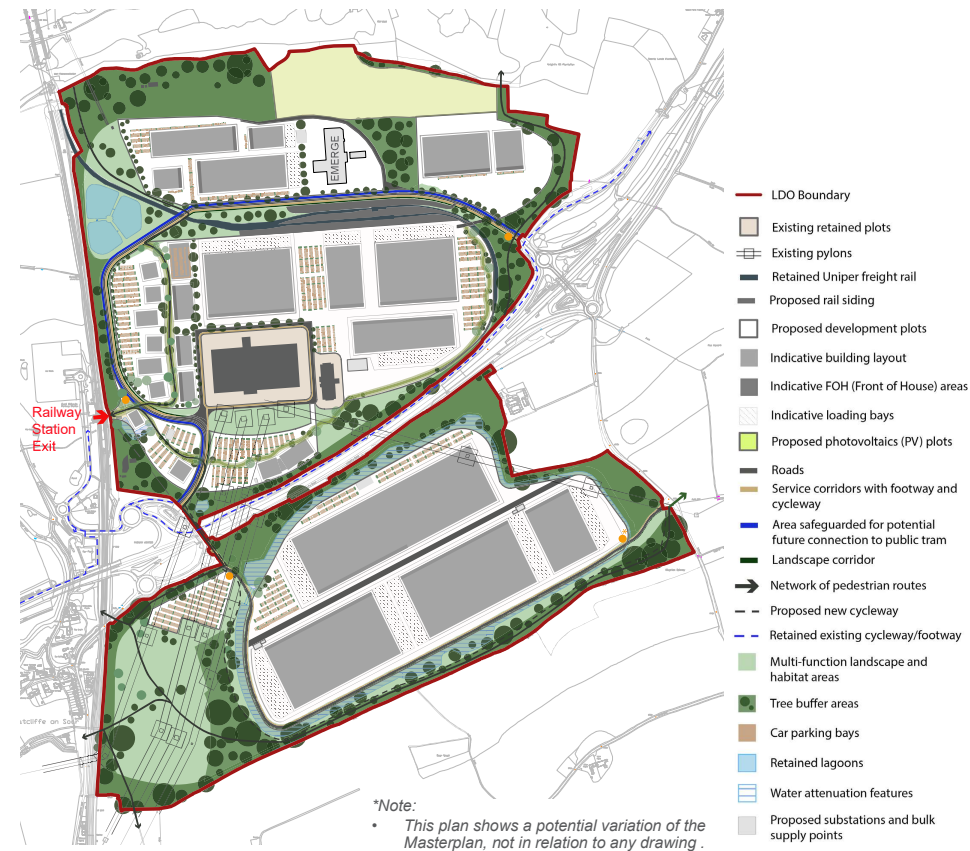 EMERGE
Railway
Station
Exit
LDO Boundary
Existing retained plots
Existing pylons
Retained Uniper freight rail
Proposed rail siding
Proposed development plots
Indicative building layout
Indicative FOH (Front of House) areas
Indicative loading bays
Proposed photovoltaics (PV) plots
Roads
Service corridors with footway and
cycleway
Area safeguarded for potential
future connection to public tram
Landscape corridor
Network of pedestrian routes
Proposed new cycleway
Retained existing cycleway/footway
Multi-function landscape and
habitat areas
Tree buffer areas
Car parking bays
Retained lagoons
Water attenuation features
Proposed substations and bulk
supply points
*Note:
• This plan shows a potential variation of the
Masterplan, not in relation to any drawing .